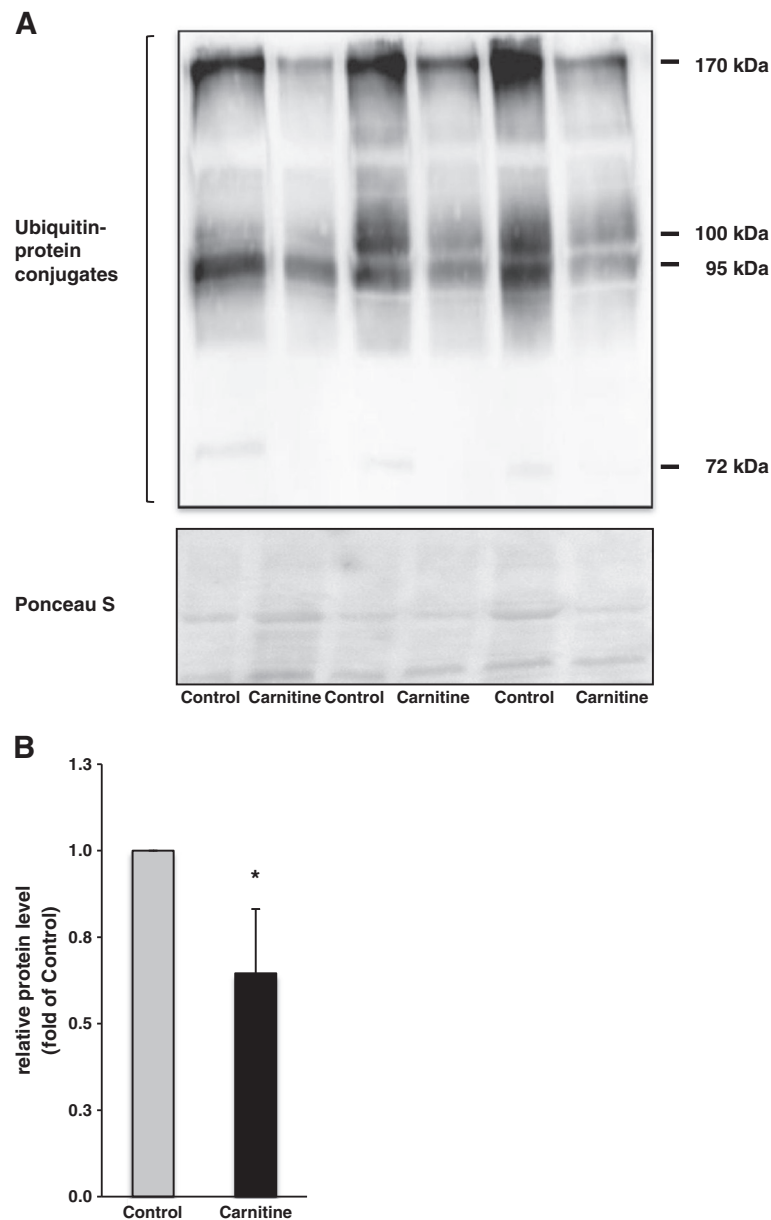 A
170 kDa
Ubiquitin-
protein
conjugates
100 kDa
95 kDa
72 kDa
Ponceau S
Control Carnitine Control Carnitine Control Carnitine
B
1.3
1.0
*
0.8
0.5
0.3
0.0
relative protein level
(fold of Control)
Control Carnitine